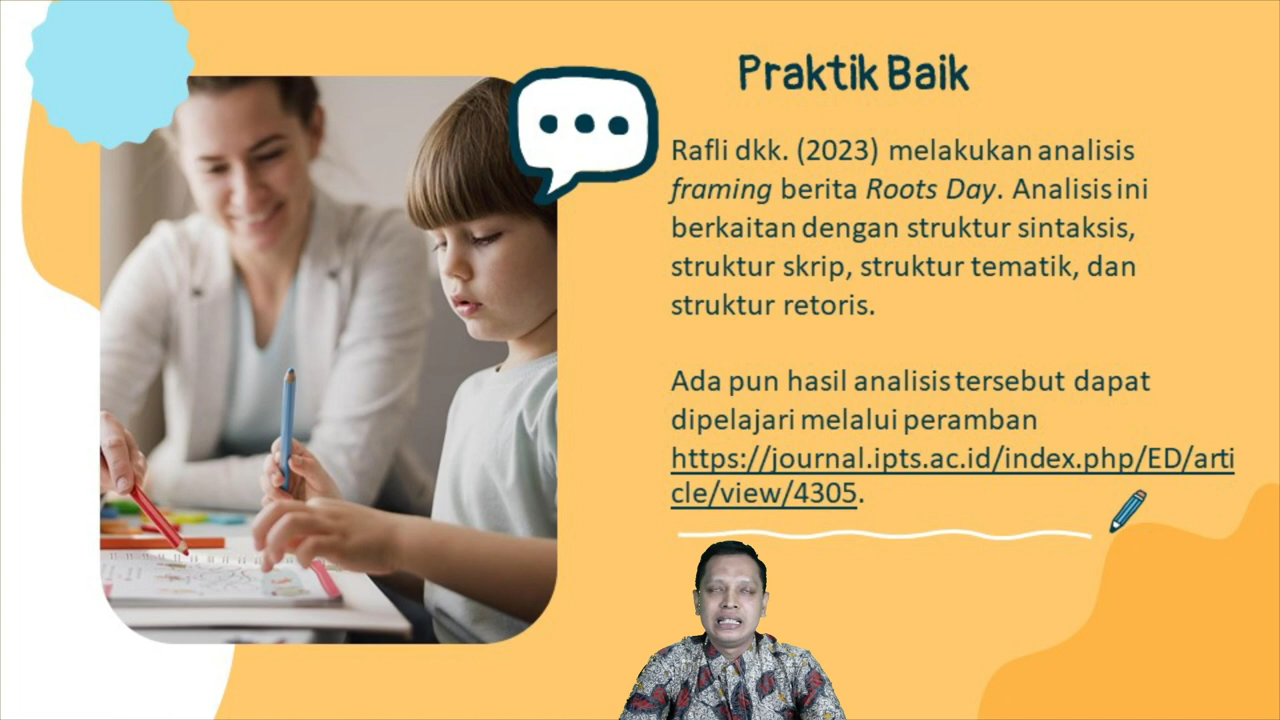 Praktik Baik
Rafli dkk. (2023) melakukan analisis
framing berita Roots Day. Analisis ini
berkaitan dengan struktur sintaksis,
struktur skrip, struktur tematik, dan
struktur retoris.
Ada pun hasil analisis tersebut dapat
dipelajari melalui peramban
https://journal.ipts.ac.id/index.php/ED/arti
cle/view/4305.